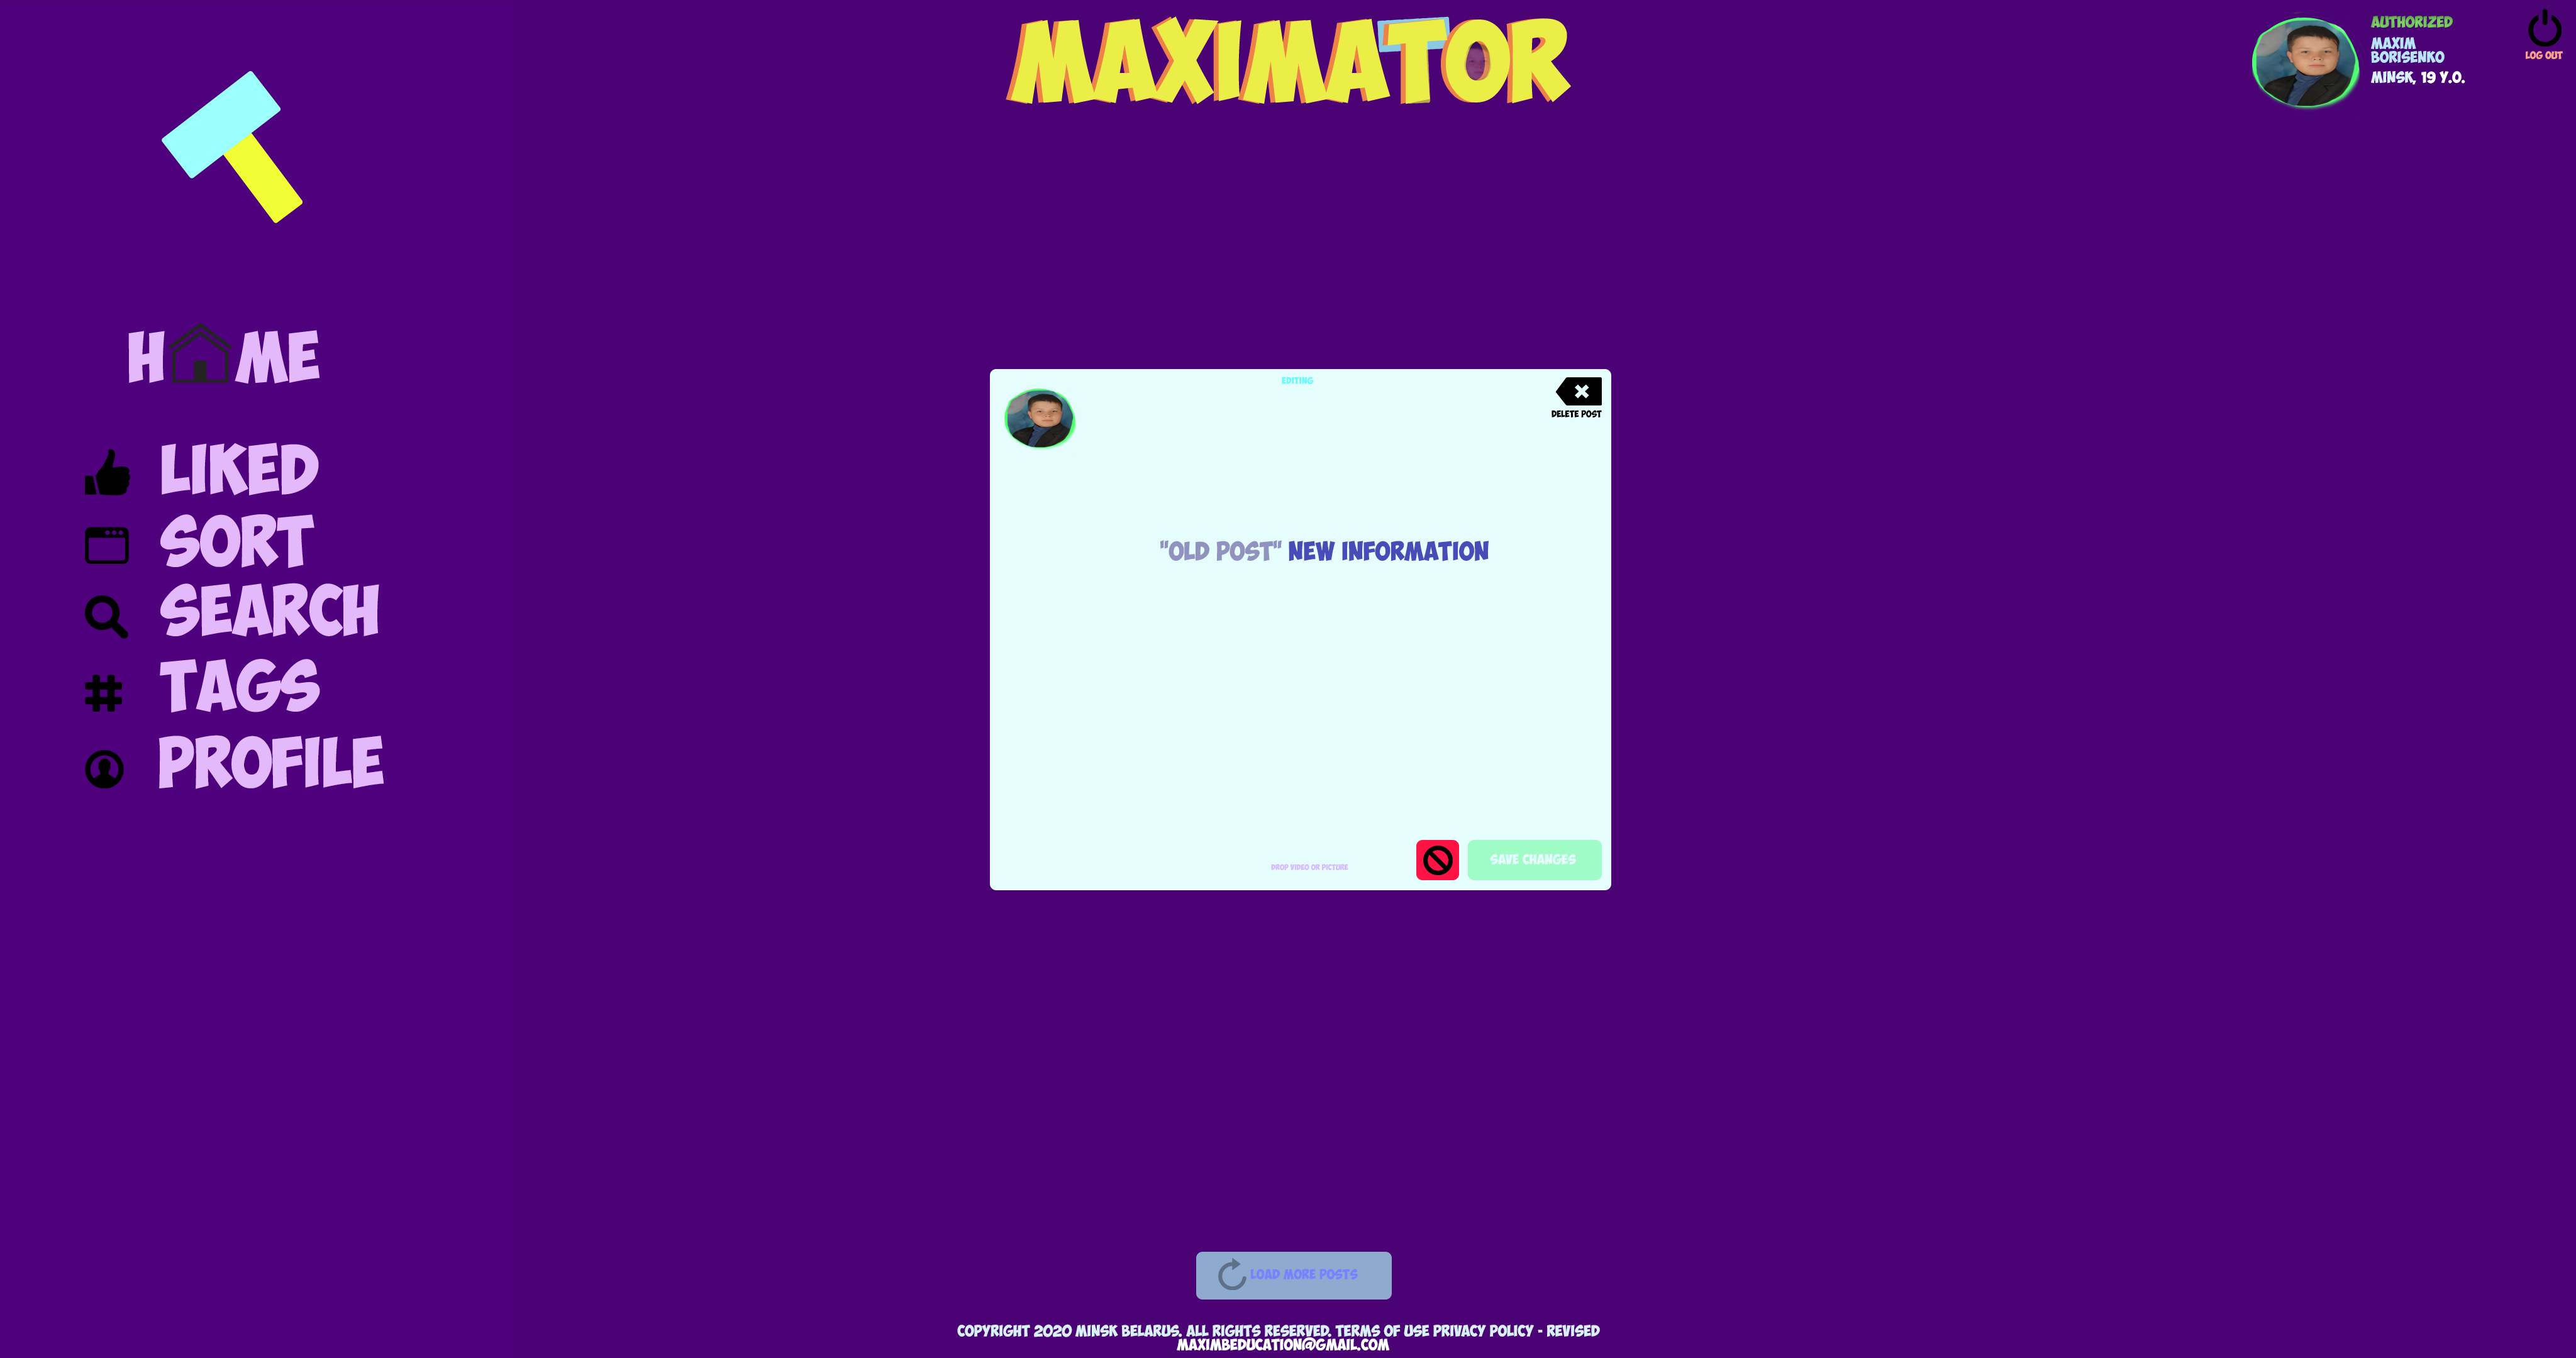 MAXIMATOR
AUTHORIZED
MAXIM
BORISENKO
MINSK, 19 Y.O.
LOG OUT
HME
LIKED
SORT
SEARCH
TAGS
PROFILE
EDITING
DELETE POST
"OLD POST" NEW INFORMATION
DROP VIDEO OR PICTURE
SAVE CHANGES
LOAD MORE POSTS
COPYRIGHT 2020 MINSK BELARUS. ALL RIGHTS RESERVED. TERMS OF USE PRIVACY POLICY - REVISED
MAXIMBEDUCATION@GMAIL.COM